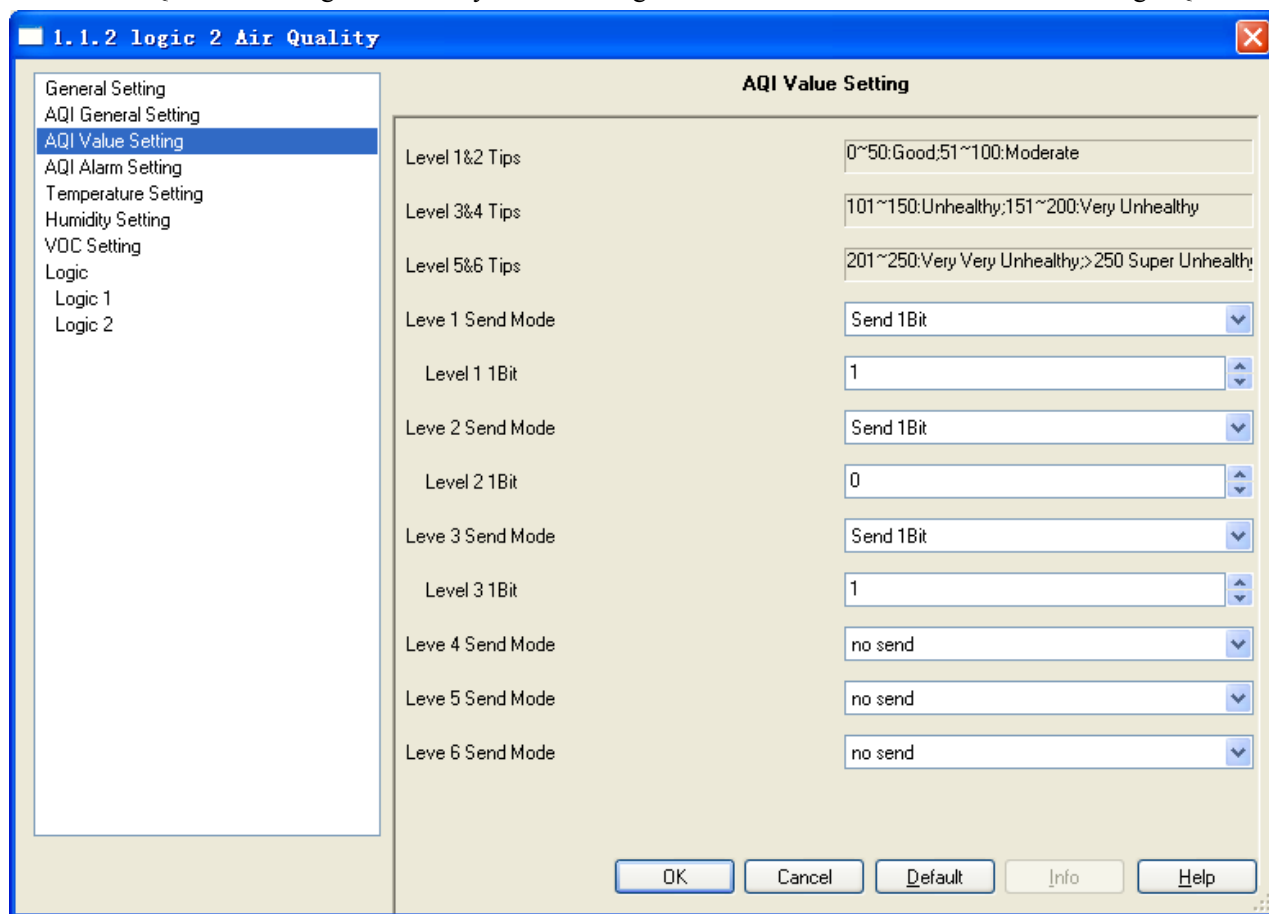 1.1.2 logic 2 Air Quality
General Setting
AQI General Setting
AQI Value Setting
AQI Alarm Setting
Temperature Setting
Humidity Setting
VOC Setting
Logic
Logic 1
Logic 2
AQI Value Setting
Level 1&2 Tips 0~50:Good;51~100:Moderate
Level 3&4 Tips 101~150:Unhealthy;151~200:Very Unhealthy
Level 5&6 Tips 201~250:Very Very Unhealthy;>250 Super Unhealthy
Leve 1 Send Mode Send 1Bit
Level 1 1Bit 1
Leve 2 Send Mode Send 1Bit
Level 2 1Bit 0
Leve 3 Send Mode Send 1Bit
Level 3 1Bit 1
Leve 4 Send Mode no send
Leve 5 Send Mode no send
Leve 6 Send Mode no send
OK Cancel Default Info Help